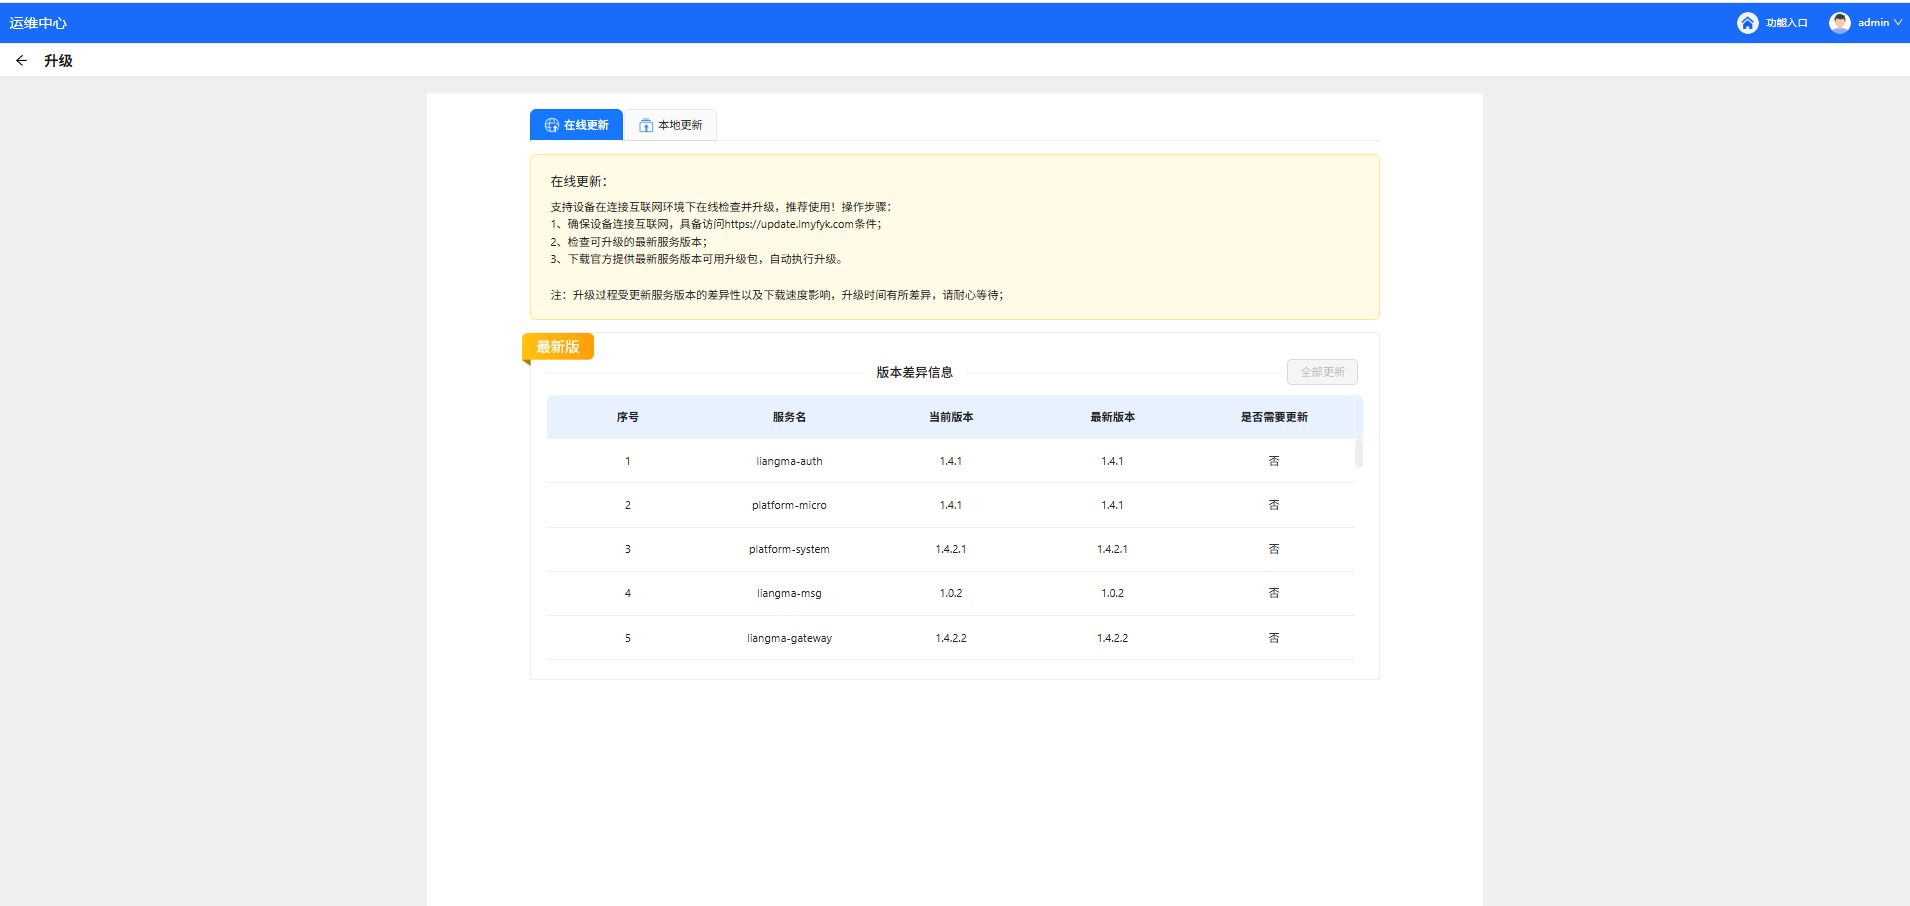 运维中心
功能入口
admin
升级
在线更新
本地更新
在线更新：
支持设备在连接互联网环境下在线检查并升级，推荐使用！操作步骤：
1、确保设备连接互联网，具备访问https://update.lmyfyk.com条件；
2、检查可升级的最新服务版本；
3、下载官方提供最新服务版本可用升级包，自动执行升级。
注：升级过程受更新服务版本的差异性以及下载速度影响，升级时间有所差异，请耐心等待；
最新版
版本差异信息
全部更新
序号 服务名 当前版本 最新版本 是否需要更新
1 liangma-auth 1.4.1 1.4.1 否
2 platform-micro 1.4.1 1.4.1 否
3 platform-system 1.4.2.1 1.4.2.1 否
4 liangma-msg 1.0.2 1.0.2 否
5 liangma-gateway 1.4.2.2 1.4.2.2 否